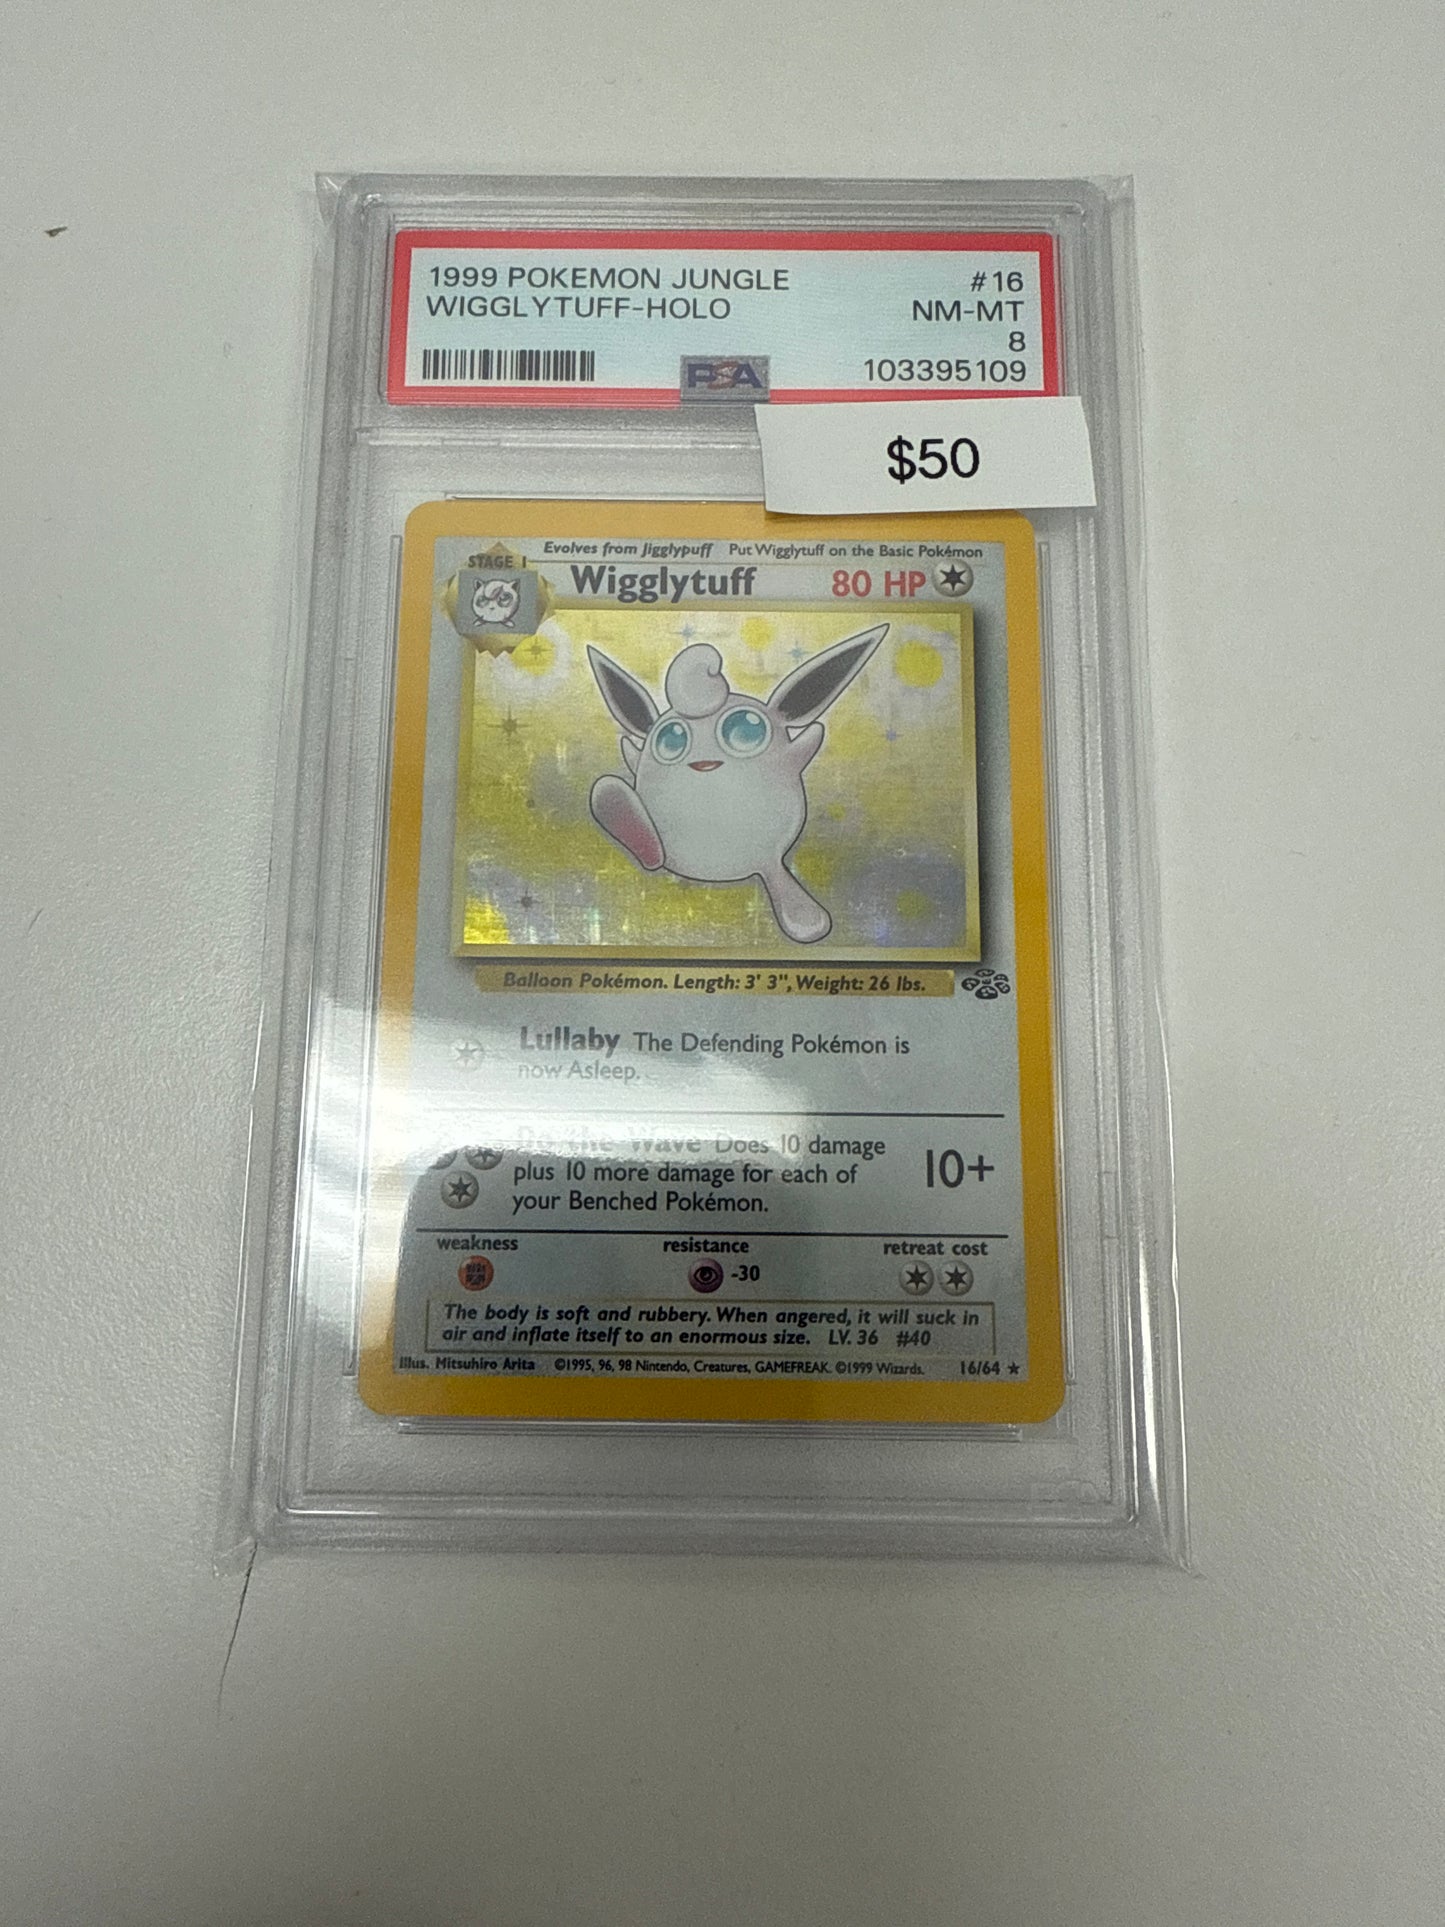 1999 POKEMON JUNGLE #16
WIGGLYTUFF-HOLO NM-MT
8
PSA 103395109
$50
Evolves from Jigglypuff Put Wigglytuff on the Basic Pokémon
STAGE 1
Wigglytuff 80 HP
Balloon Pokémon. Length: 3' 3", Weight: 26 lbs.
Lullaby The Defending Pokémon is
now Asleep.
Do the Wave Does 10 damage
plus 10 more damage for each of
your Benched Pokémon.
10+
weakness resistance retreat cost
-30
The body is soft and rubbery. When angered, it will suck in
air and inflate itself to an enormous size. LV. 36 #40
Illus. Mitsuhiro Arita ©1995, 96, 98 Nintendo, Creatures, GAMEFREAK. ©1999 Wizards. 16/64 ★